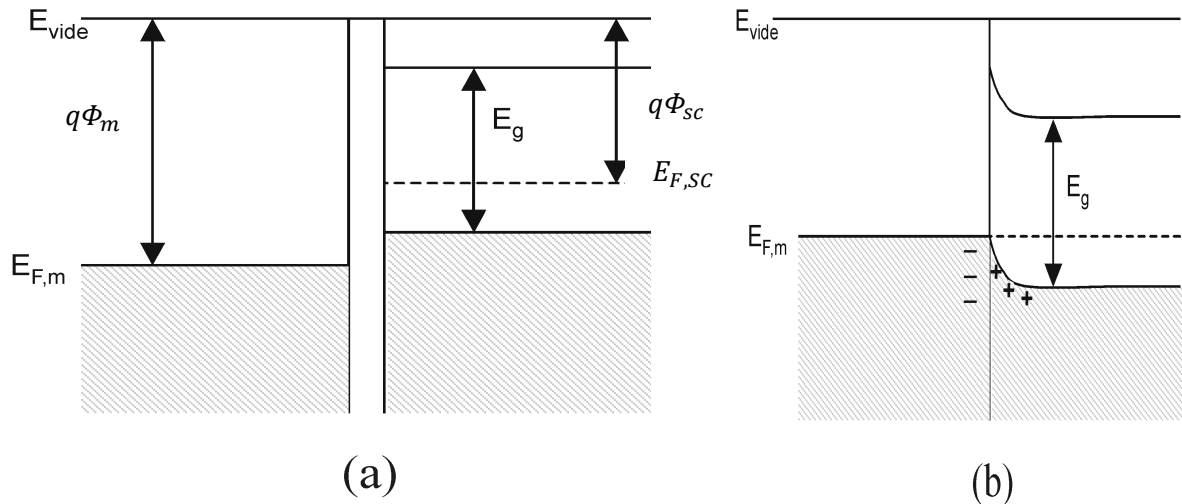 E_vide
qΦ_m
E_g
qΦ_sc
E_F,SC
E_F,m
(a)
E_vide
E_g
E_F,m
– – –
+ + +
(b)